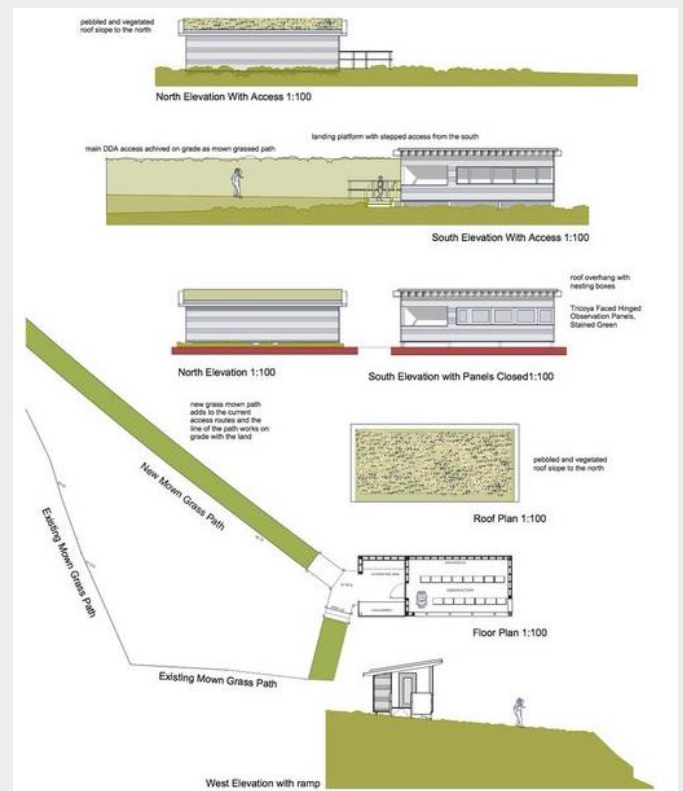 pebbled and vegetated
roof slope to the north
North Elevation With Access 1:100
landing platform with stepped access from the south
main DDA access achived on grade as mown grassed path
South Elevation With Access 1:100
roof overhang with
nesting boxes
Tricoya Faced Hinged
Observation Panels,
Stained Green
North Elevation 1:100
South Elevation with Panels Closed1:100
new grass mown path
adds to the current
access routes and the
line of the path works on
grade with the land
pebbled and vegetated
roof slope to the north
Roof Plan 1:100
New Mown Grass Path
Existing Mown Grass Path
OBSERVATORY
Floor Plan 1:100
Existing Mown Grass Path
West Elevation with ramp